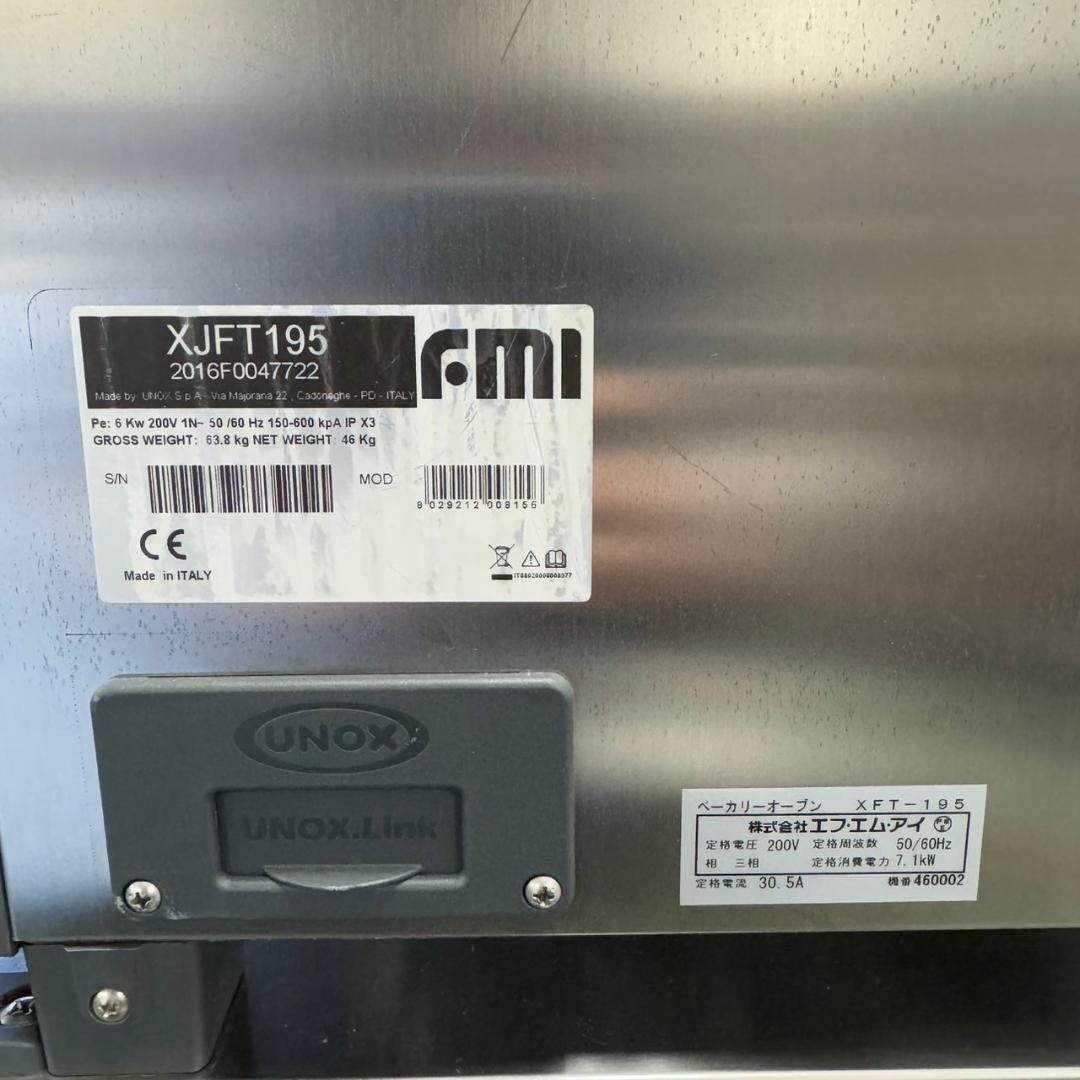 XJFT195
2016F0047722
Made by UNOX S.p.A - Via Majorana 22 , Cadoneghe - PD - ITALY
FMI
Pe: 6 Kw 200V 1N~ 50 /60 Hz 150-600 kpA IP X3
GROSS WEIGHT: 63.8 kg NET WEIGHT: 46 Kg
S/N
MOD
8 029212 008156
CE
Made in ITALY
UNOX
UNOX.Link
ベーカリーオーブン XFT-195
株式会社エフ・エム・アイ
定格電圧 200V 定格周波数 50/60Hz
相 三相 定格消費電力 7.1kW
定格電流 30.5A 機番 460002